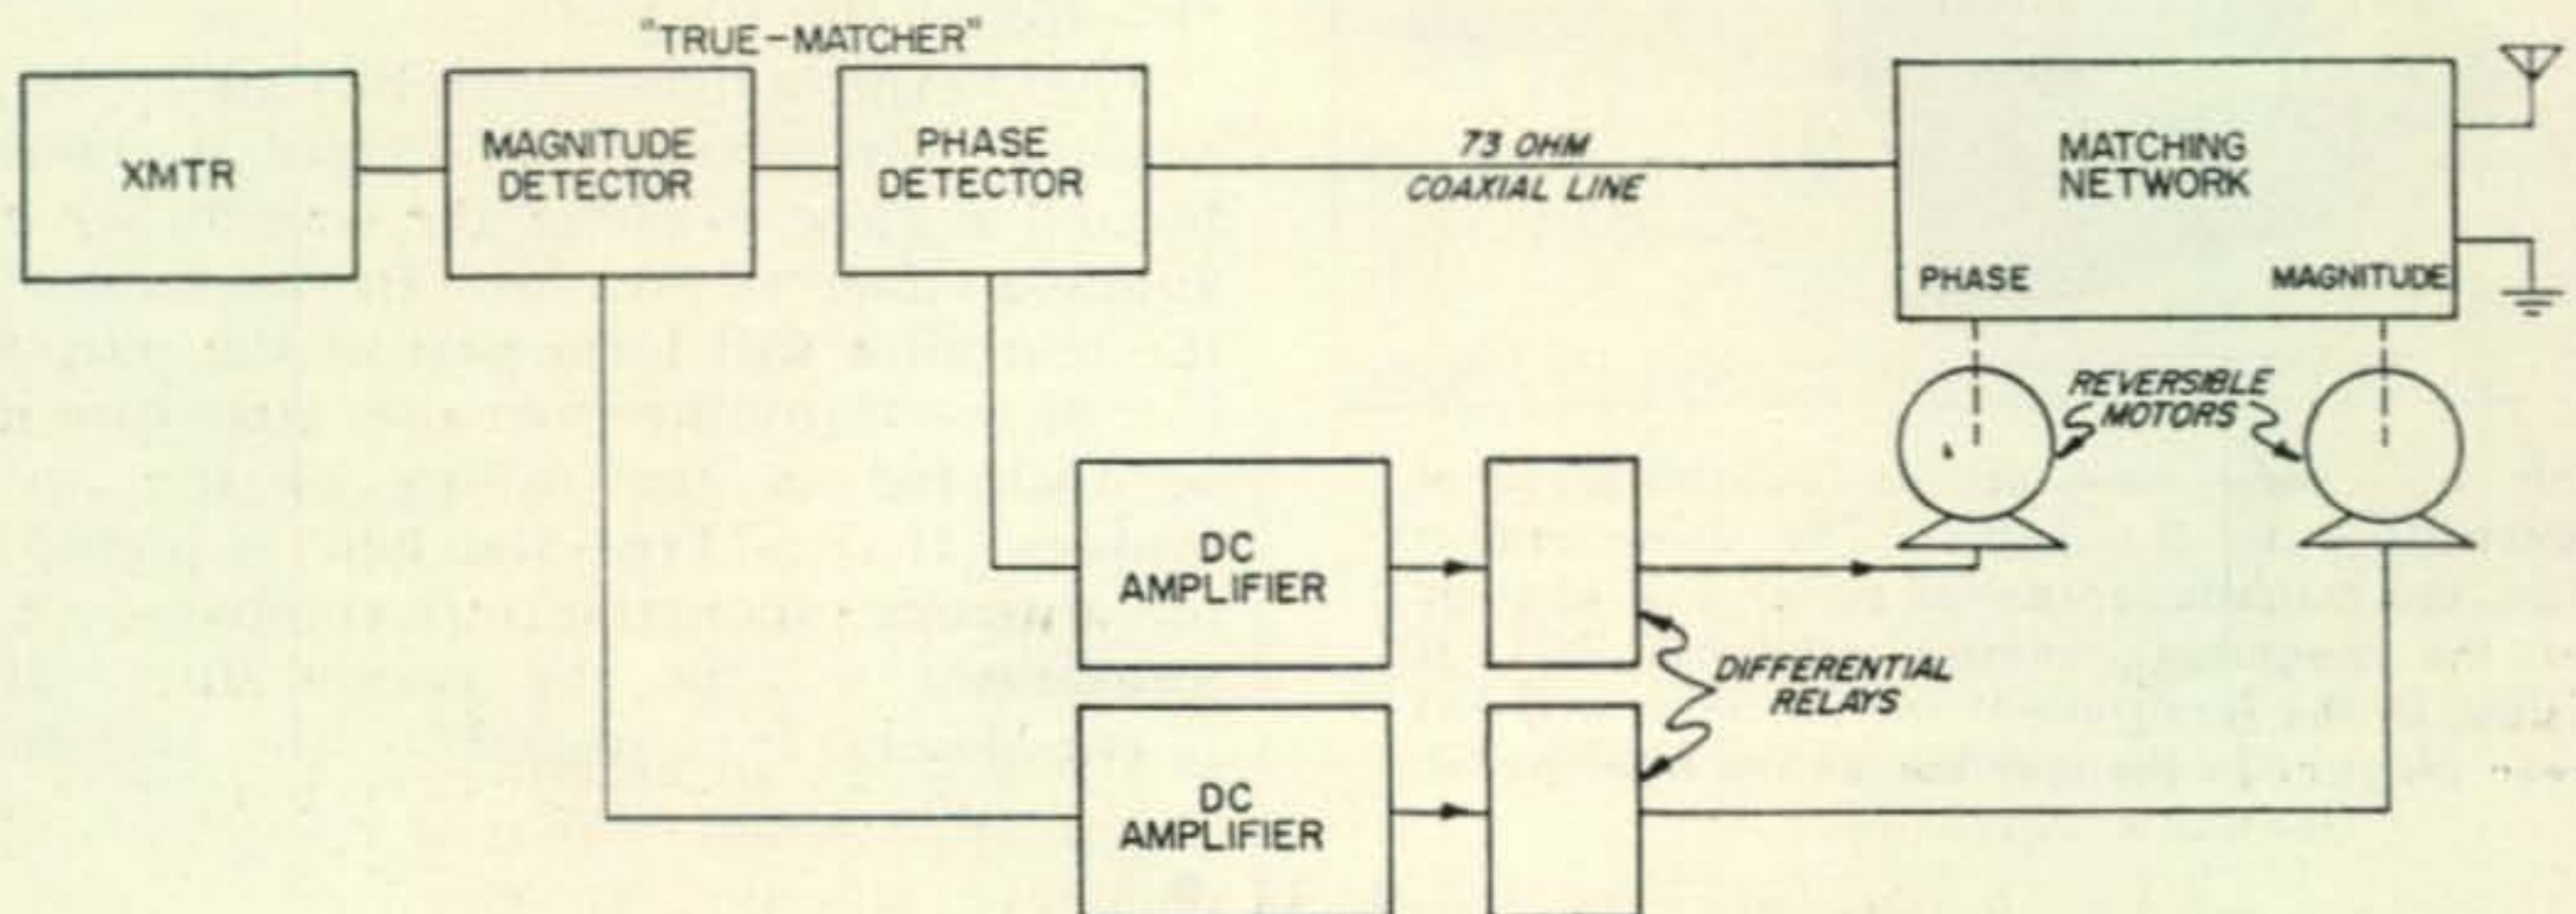 "TRUE-MATCHER"
XMTR
MAGNITUDE
DETECTOR
PHASE
DETECTOR
73 OHM
COAXIAL LINE
MATCHING
NETWORK
PHASE
MAGNITUDE
REVERSIBLE
MOTORS
DC
AMPLIFIER
DIFFERENTIAL
RELAYS
DC
AMPLIFIER